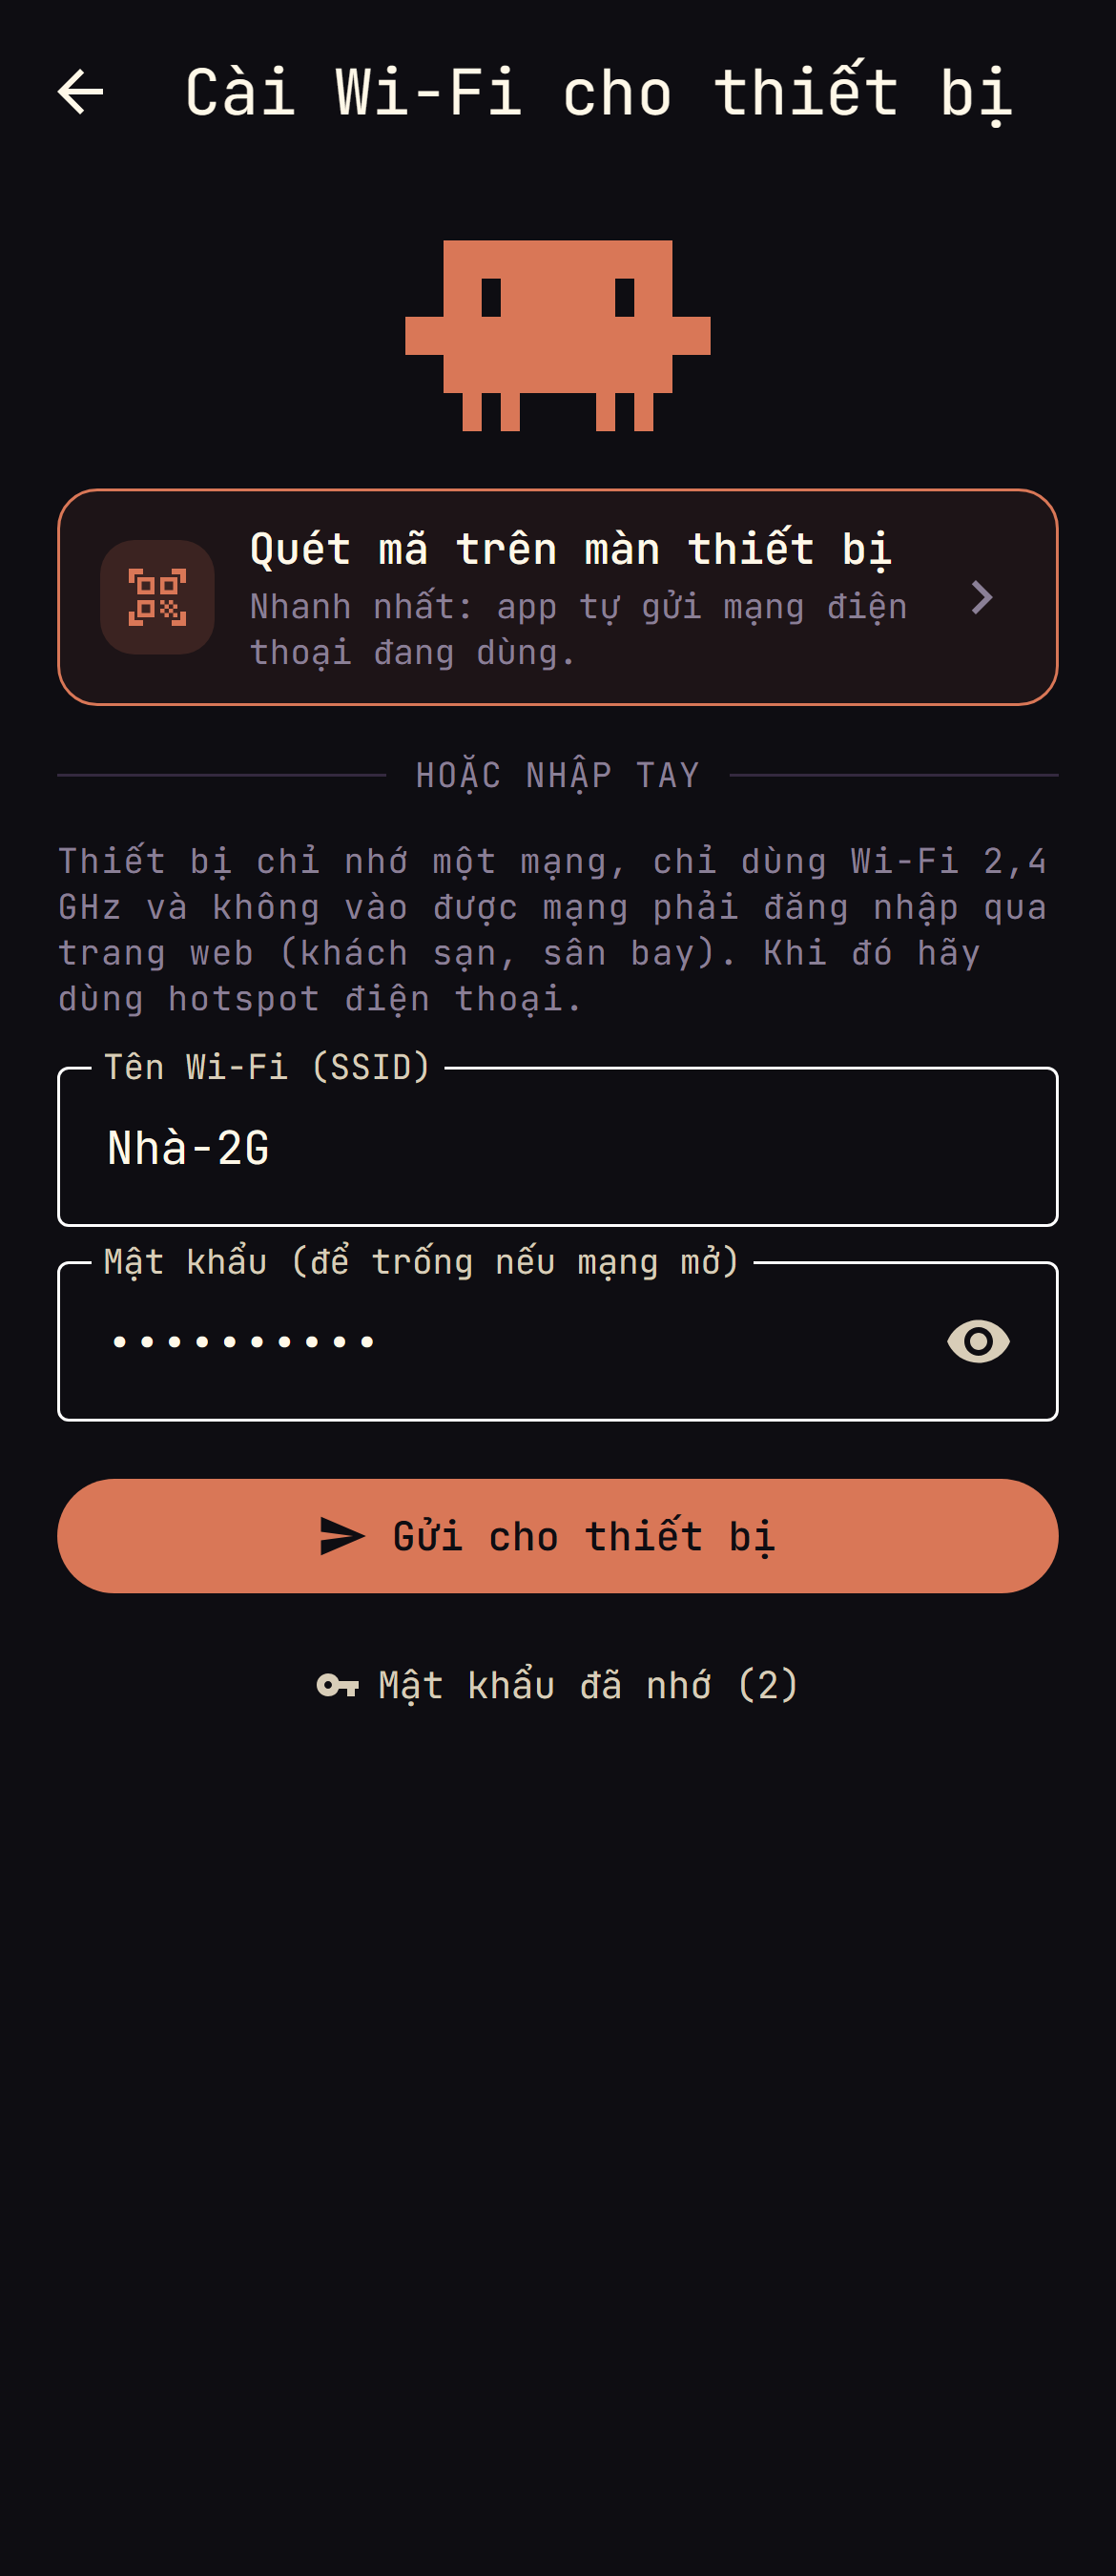 Cài Wi-Fi cho thiết bị
Quét mã trên màn thiết bị
Nhanh nhất: app tự gửi mạng điện
thoại đang dùng.
HOẶC NHẬP TAY
Thiết bị chỉ nhớ một mạng, chỉ dùng Wi-Fi 2,4
GHz và không vào được mạng phải đăng nhập qua
trang web (khách sạn, sân bay). Khi đó hãy
dùng hotspot điện thoại.
Tên Wi-Fi (SSID)
Nhà-2G
Mật khẩu (để trống nếu mạng mở)
••••••••••
Gửi cho thiết bị
Mật khẩu đã nhớ (2)